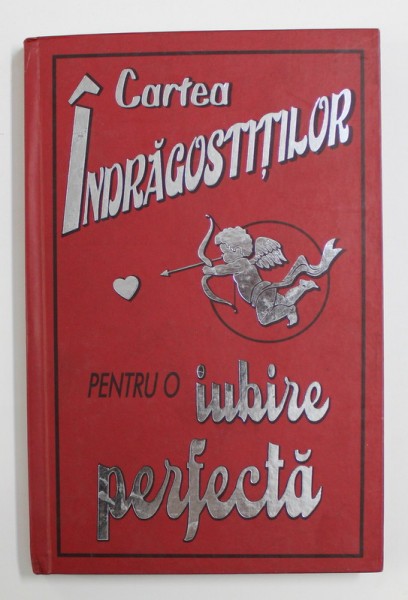 Cartea
ÎNDRĂGOSTIȚILOR
PENTRU O iubire
perfectă